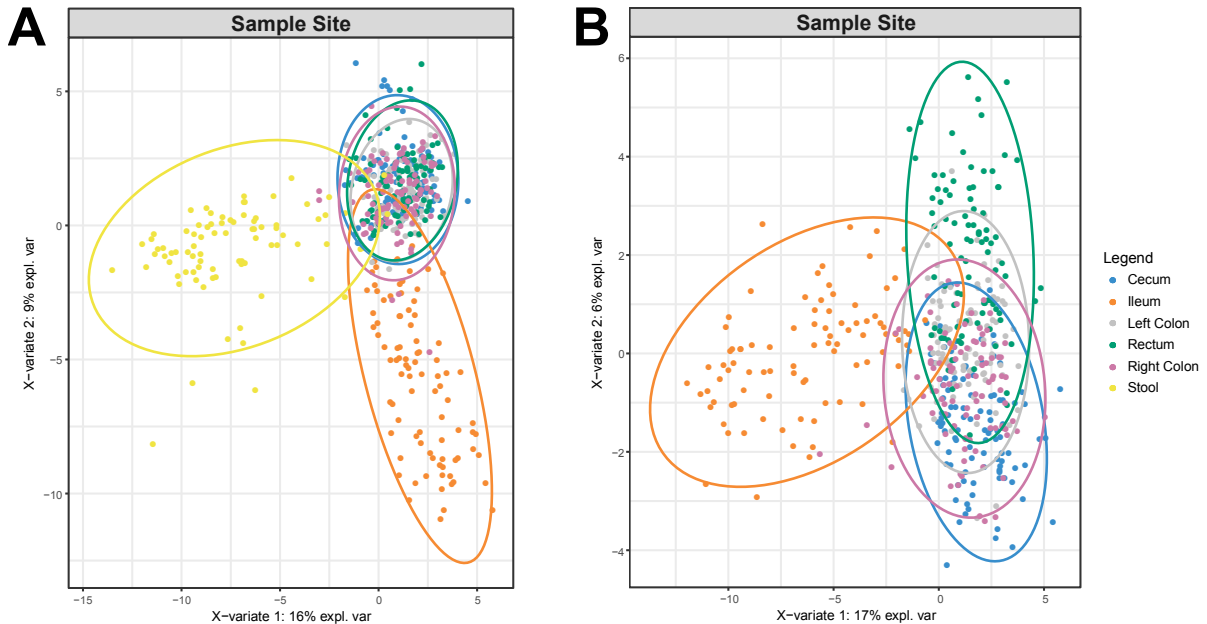 A
Sample Site
5
0
−5
−10
−15
−10
−5
0
5
X−variate 1: 16% expl. var
X−variate 2: 9% expl. var
B
Sample Site
6
4
2
0
−2
−4
−10
−5
0
5
X−variate 1: 17% expl. var
X−variate 2: 6% expl. var
Legend
Cecum
Ileum
Left Colon
Rectum
Right Colon
Stool